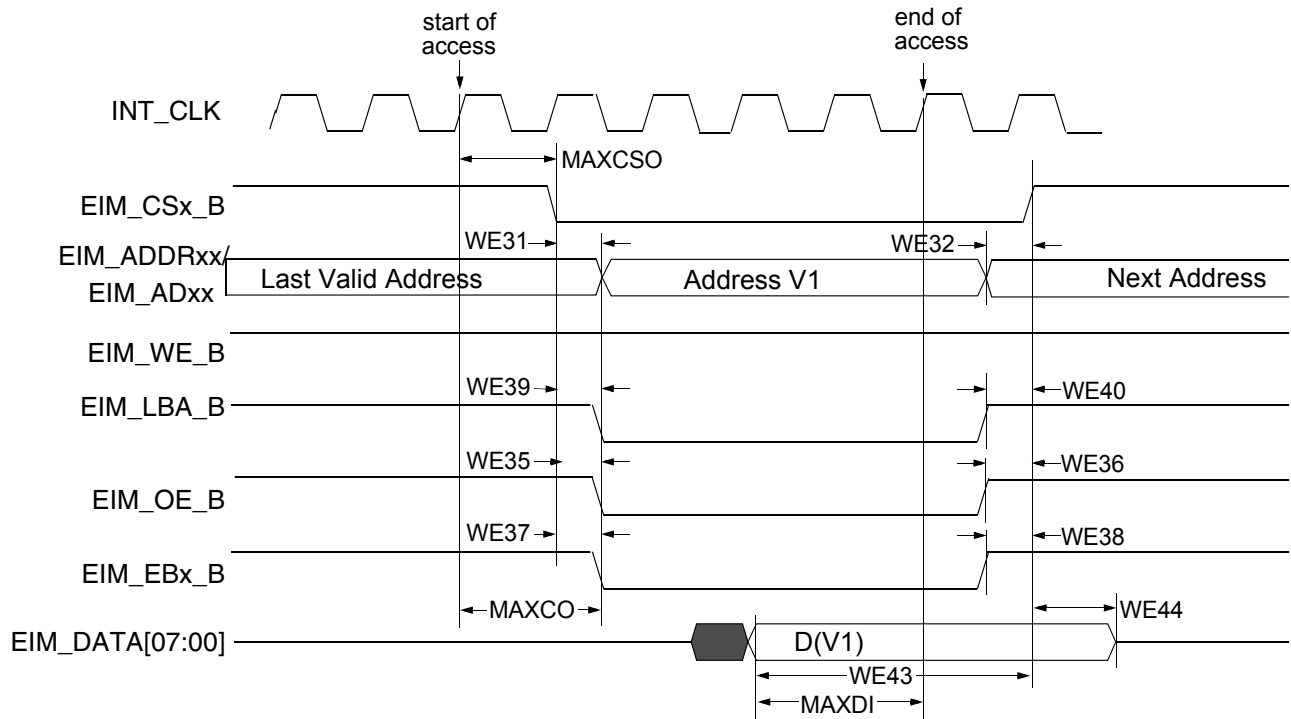 start of
access
end of
access
INT_CLK
MAXCSO
EIM_CSx_B
WE31
WE32
EIM_ADDRxx/
EIM_ADxx
Last Valid Address
Address V1
Next Address
EIM_WE_B
WE39
WE40
EIM_LBA_B
WE35
WE36
EIM_OE_B
WE37
WE38
EIM_EBx_B
MAXCO
WE44
EIM_DATA[07:00]
D(V1)
WE43
MAXDI